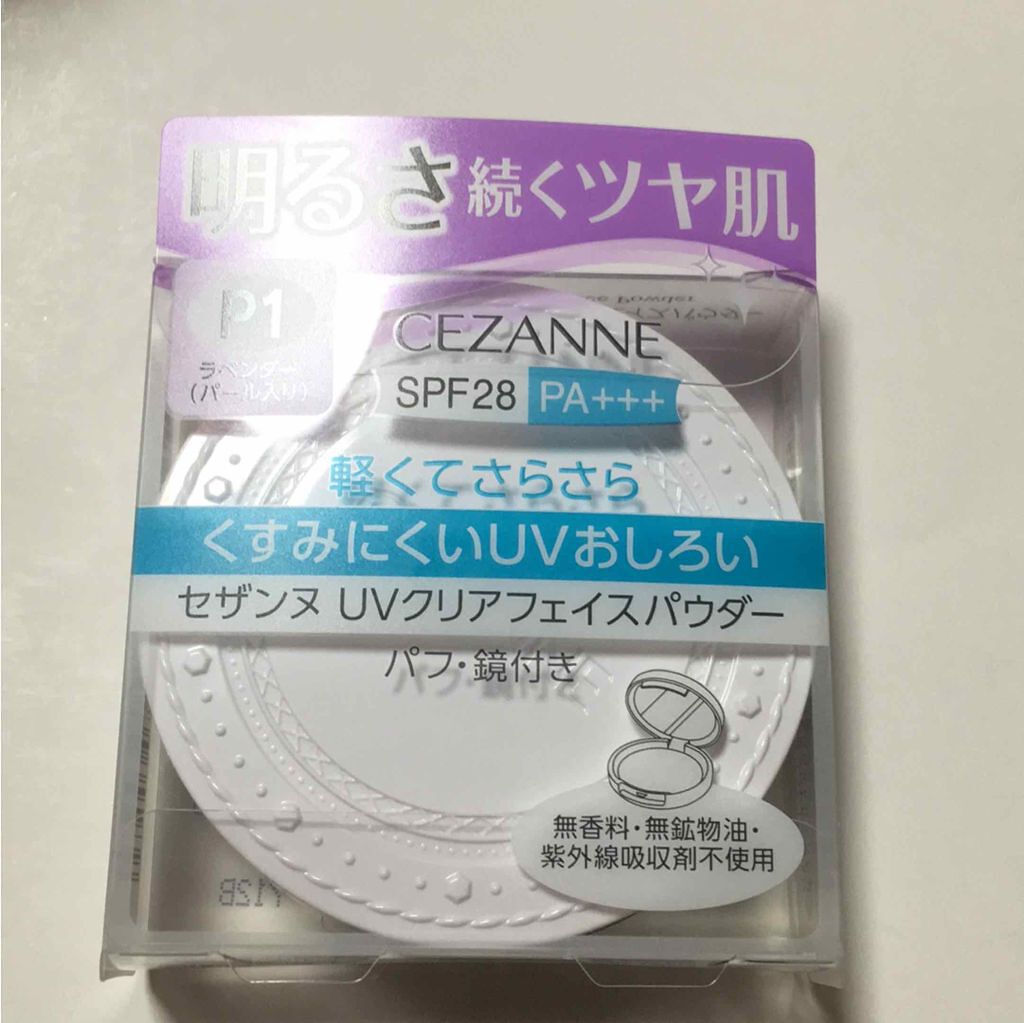 明るさ続くツヤ肌
P1
ラベンダー
(パール入り)
CEZANNE
SPF28 PA+++
軽くてさらさら
くすみにくいUVおしろい
セザンヌ UVクリアフェイスパウダー
パフ・鏡付き
無香料・無鉱物油・
紫外線吸収剤不使用